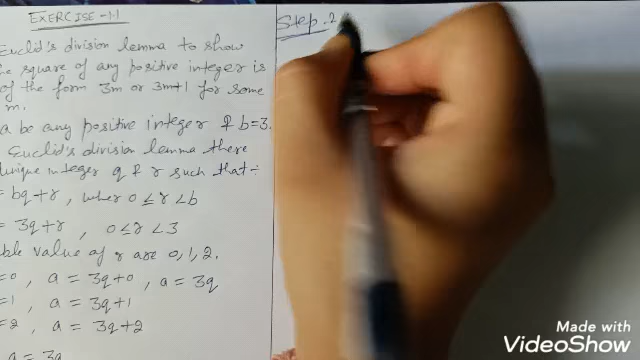 EXERCISE-1.1
Euclid's division lemma to show
the square of any positive integer is
of the form 3m or 3m+1 for some
m.
a be any positive integer & b=3.
Euclid's division lemma there
unique integer q & r such that÷
= bq+r, wher 0 ≤ r < b
= 3q+r, 0 ≤ r < 3
value of r are 0, 1, 2.
=0, a = 3q+0, a = 3q
=1, a = 3q+1
=2, a = 3q+2
a = 3q
Step.2
Made with
VideoShow